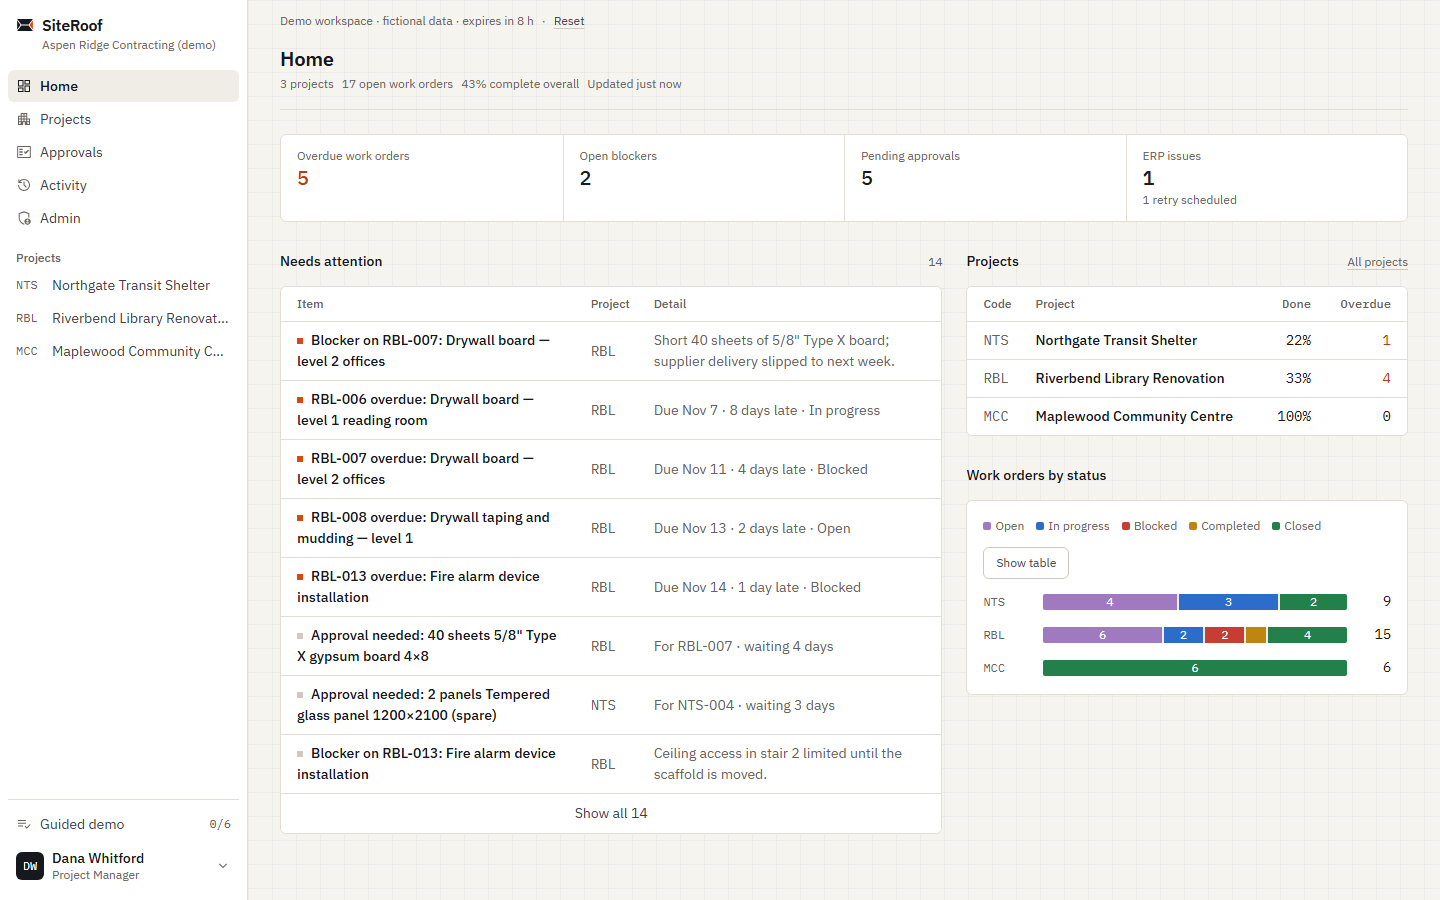 SiteRoof
Aspen Ridge Contracting (demo)
Home
Projects
Approvals
Activity
Admin
Projects
NTS Northgate Transit Shelter
RBL Riverbend Library Renovat...
MCC Maplewood Community C...
Guided demo 0/6
DW
Dana Whitford
Project Manager
Demo workspace · fictional data · expires in 8 h · Reset
Home
3 projects 17 open work orders 43% complete overall Updated just now
Overdue work orders
5
Open blockers
2
Pending approvals
5
ERP issues
1
1 retry scheduled
Needs attention 14
Item Project Detail
Blocker on RBL-007: Drywall board —
level 2 offices
RBL
Short 40 sheets of 5/8" Type X board;
supplier delivery slipped to next week.
RBL-006 overdue: Drywall board —
level 1 reading room
RBL
Due Nov 7 · 8 days late · In progress
RBL-007 overdue: Drywall board —
level 2 offices
RBL
Due Nov 11 · 4 days late · Blocked
RBL-008 overdue: Drywall taping and
mudding — level 1
RBL
Due Nov 13 · 2 days late · Open
RBL-013 overdue: Fire alarm device
installation
RBL
Due Nov 14 · 1 day late · Blocked
Approval needed: 40 sheets 5/8" Type
X gypsum board 4×8
RBL
For RBL-007 · waiting 4 days
Approval needed: 2 panels Tempered
glass panel 1200×2100 (spare)
NTS
For NTS-004 · waiting 3 days
Blocker on RBL-013: Fire alarm device
installation
RBL
Ceiling access in stair 2 limited until the
scaffold is moved.
Show all 14
Projects All projects
Code Project Done Overdue
NTS Northgate Transit Shelter 22% 1
RBL Riverbend Library Renovation 33% 4
MCC Maplewood Community Centre 100% 0
Work orders by status
Open In progress Blocked Completed Closed
Show table
NTS 4 3 2 9
RBL 6 2 2 4 15
MCC 6 6